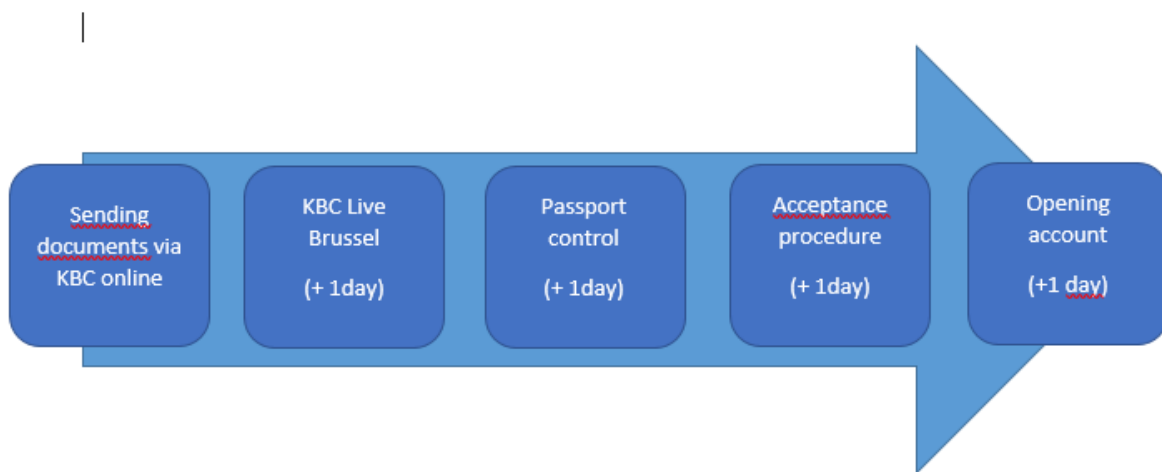 Sending
documents via
KBC online
KBC Live
Brussel
(+ 1day)
Passport
control
(+ 1day)
Acceptance
procedure
(+ 1day)
Opening
account
(+1 day)